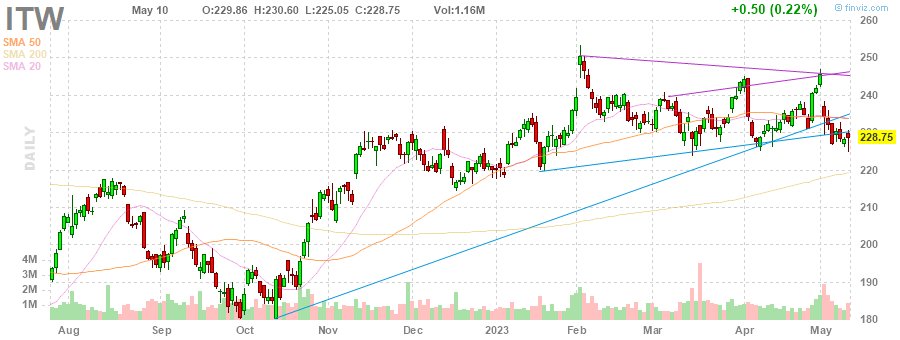 ITW May 10 O:229.86 H:230.60 L:225.05 C:228.75 Vol:1.16M +0.50 (0.22%) © finviz.com
SMA 50
SMA 200
SMA 20
DAILY
260
250
240
230
228.75
220
210
200
190
180
4M
3M
2M
1M
Aug Sep Oct Nov Dec 2023 Feb Mar Apr May